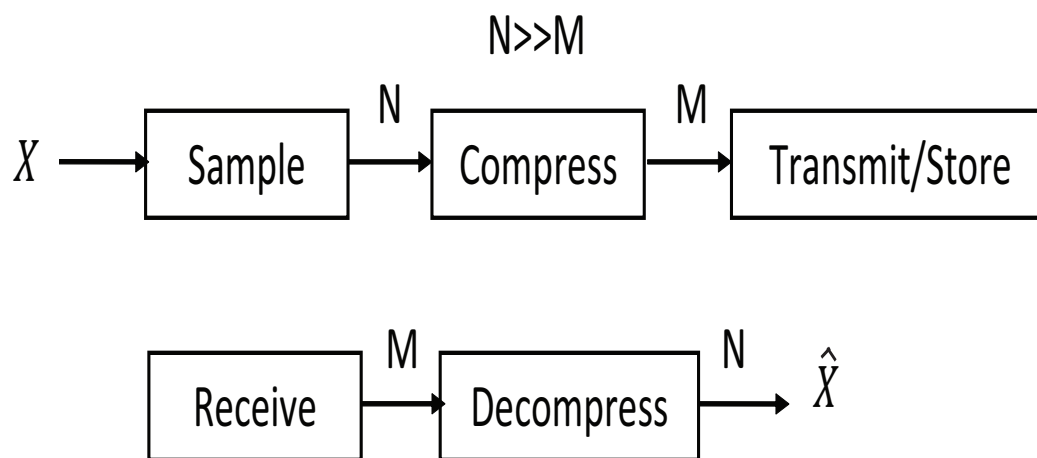 N>>M
N M
X Sample Compress Transmit/Store
M N
Receive Decompress X̂